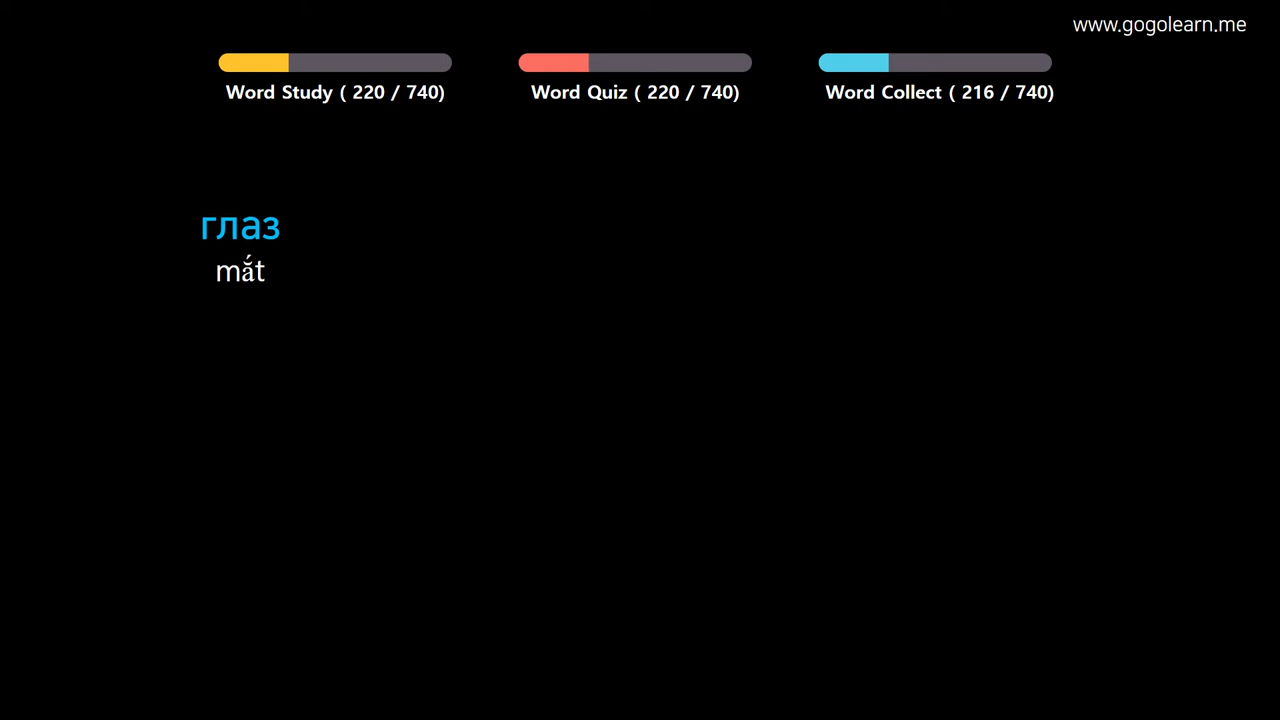 www.gogolearn.me
Word Study ( 220 / 740)
Word Quiz ( 220 / 740)
Word Collect ( 216 / 740)
глаз
mắt